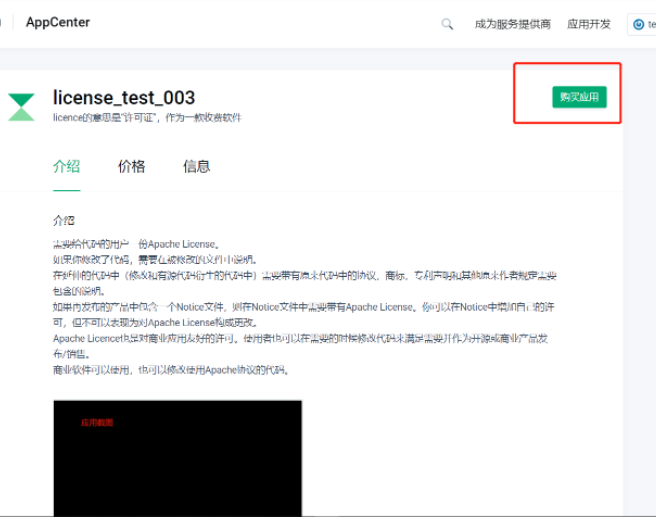 AppCenter
成为服务提供商 应用开发 te
license_test_003
购买应用
licence的意思是"许可证"，作为一款收费软件
介绍 价格 信息
介绍
需要给代码的用户一份Apache License。
如果你修改了代码，需要在被修改的文件中说明。
在延伸的代码中（修改和有源代码衍生的代码中）需要带有原来代码中的协议，商标，专利声明和其他原来作者规定需要
包含的说明。
如果再发布的产品中包含一个Notice文件，则在Notice文件中需要带有Apache License。你可以在Notice中增加自己的许
可，但不可以表现为对Apache License构成更改。
Apache Licence也是对商业应用友好的许可。使用者也可以在需要的时候修改代码来满足需要并作为开源或商业产品发
布/销售。
商业软件可以使用，也可以修改使用Apache协议的代码。
应用截图